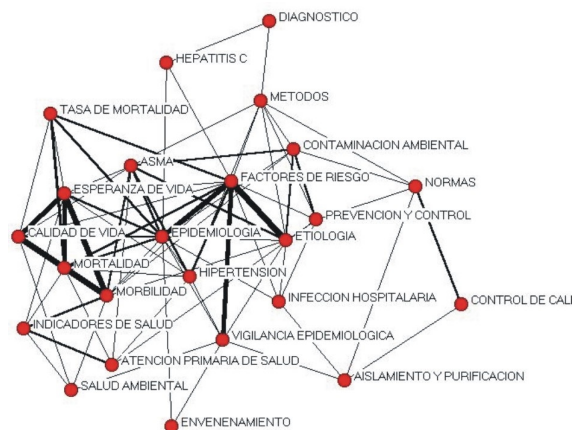 DIAGNOSTICO
HEPATITIS C
METODOS
TASA DE MORTALIDAD
CONTAMINACION AMBIENTAL
ASMA
FACTORES DE RIESGO
NORMAS
ESPERANZA DE VIDA
PREVENCION Y CONTROL
CALIDAD DE VIDA
EPIDEMIOLOGIA
ETIOLOGIA
MORTALIDAD
HIPERTENSION
MORBILIDAD
INFECCION HOSPITALARIA
CONTROL DE CALI
INDICADORES DE SALUD
VIGILANCIA EPIDEMIOLOGICA
ATENCION PRIMARIA DE SALUD
AISLAMIENTO Y PURIFICACION
SALUD AMBIENTAL
ENVENENAMIENTO